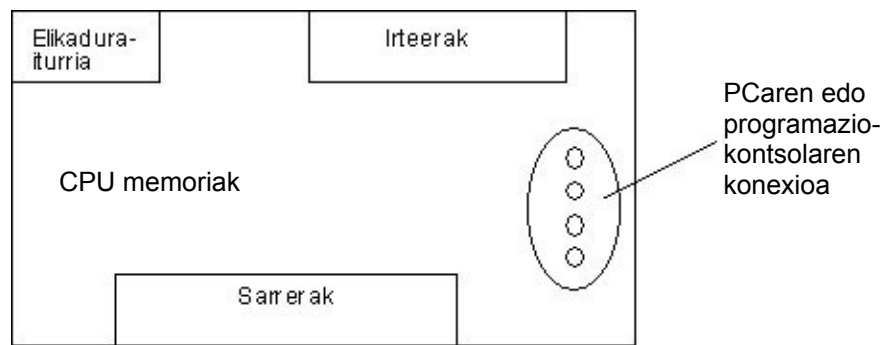 Elikadura-
iturria
Irteerak
PCaren edo
programazio-
kontsolaren
konexioa
CPU memoriak
Sarrerak